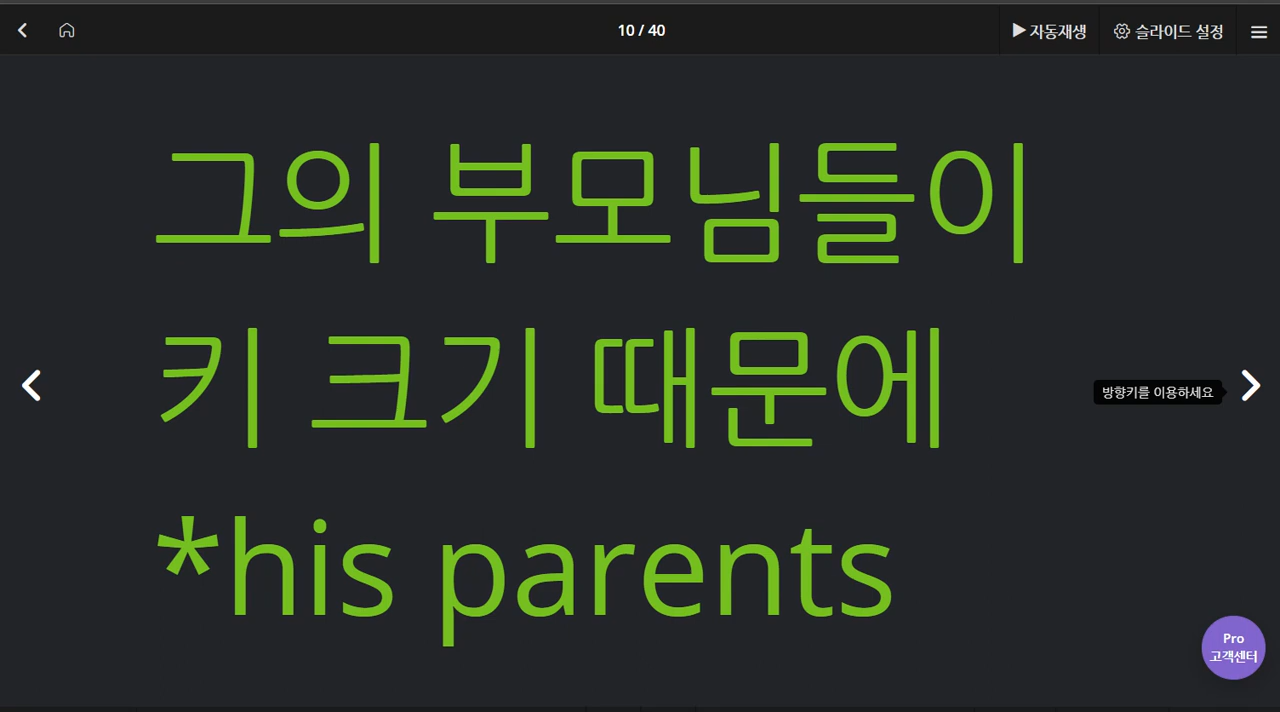 10 / 40
▶ 자동재생
슬라이드 설정
그의 부모님들이
키 크기 때문에
방향키를 이용하세요
*his parents
Pro
고객센터